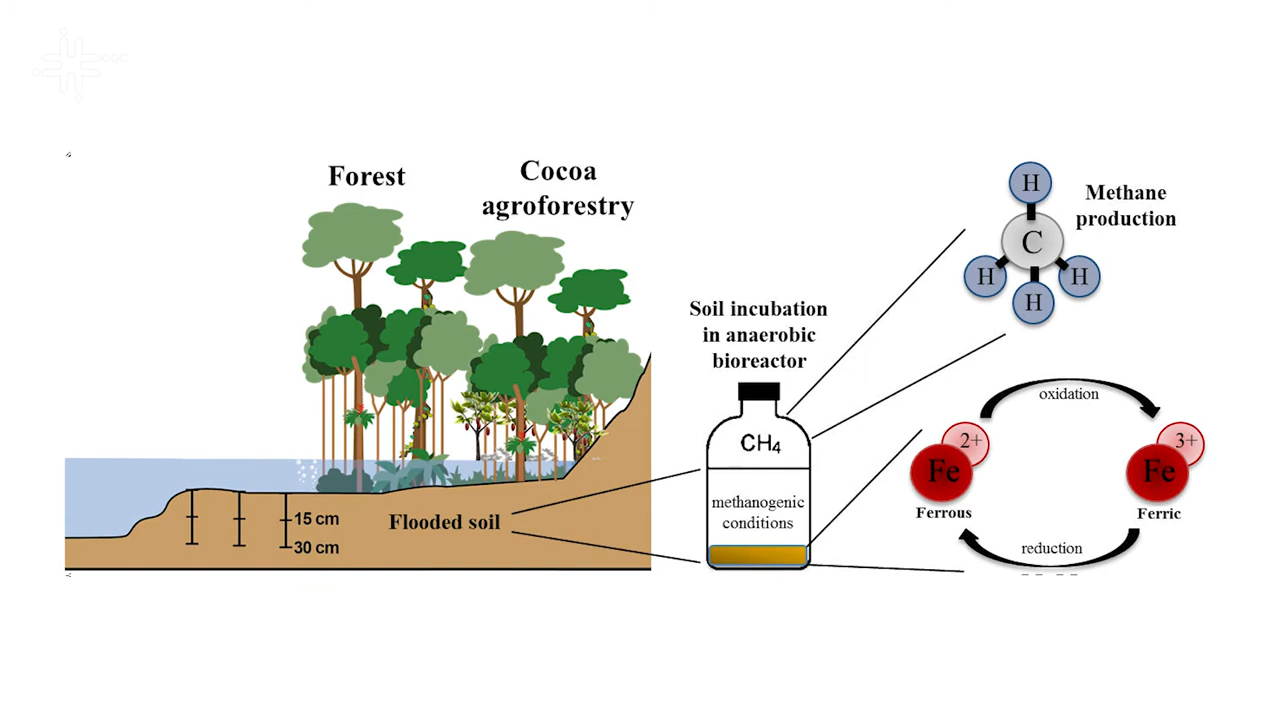 Forest
Cocoa
agroforestry
15 cm
30 cm
Flooded soil
Soil incubation
in anaerobic
bioreactor
CH4
methanogenic
conditions
H
C
H
H
H
Methane
production
oxidation
2+
Fe
Ferrous
3+
Fe
Ferric
reduction